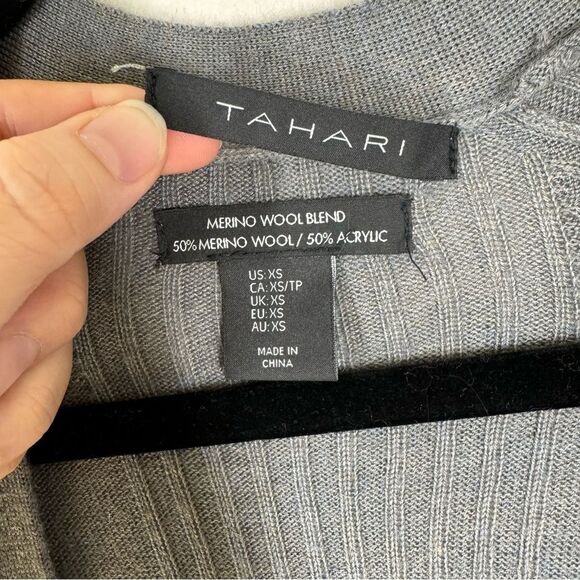 TAHARI
MERINO WOOL BLEND
50% MERINO WOOL / 50% ACRYLIC
US: XS
CA: XS/TP
UK: XS
EU: XS
AU: XS
MADE IN
CHINA